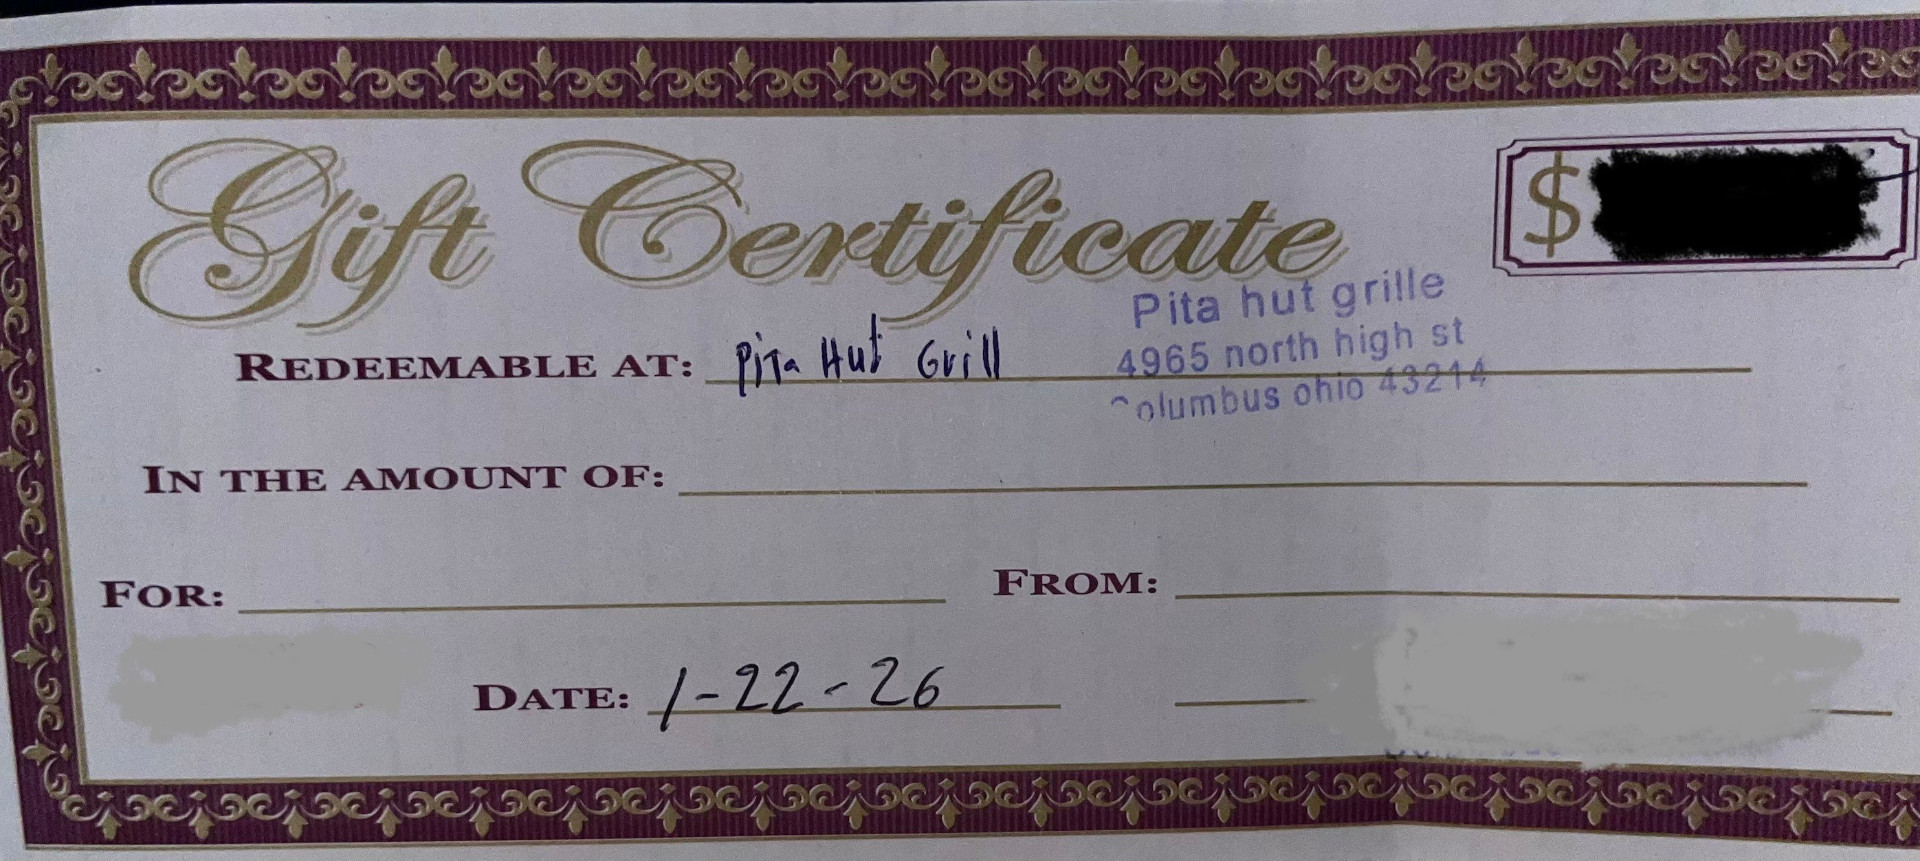 Gift Certificate
$
Pita hut grille
4965 north high st
REDEEMABLE AT: Pita Hut Grill
olumbus ohio 43214
IN THE AMOUNT OF:
FOR:
FROM:
DATE: 1-22-26